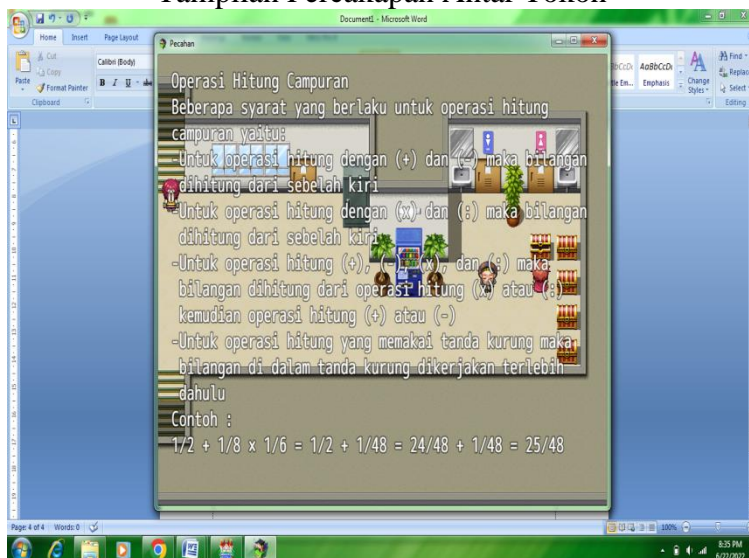 Tampilan Percakapan Antar Tokoh
Document1 - Microsoft Word
Home Insert Page Layout
Cut
Copy
Paste
Format Painter
Clipboard
Calibri (Body)
B I U
Pecahan
AaBbCcDc
Emphasis
Change
Styles
Find
Replac
Select
Editing
Operasi Hitung Campuran
Beberapa syarat yang berlaku untuk operasi hitung
campuran yaitu:
-Untuk operasi hitung dengan (+) dan (-) maka bilangan
dihitung dari sebelah kiri
-Untuk operasi hitung dengan (x) dan (:) maka bilangan
dihitung dari sebelah kiri
-Untuk operasi hitung (+), (-), (x), dan (:) maka
bilangan dihitung dari operasi hitung (x) atau (:)
kemudian operasi hitung (+) atau (-)
-Untuk operasi hitung yang memakai tanda kurung maka
bilangan di dalam tanda kurung dikerjakan terlebih
dahulu
Contoh :
1/2 + 1/8 x 1/6 = 1/2 + 1/48 = 24/48 + 1/48 = 25/48
Page: 4 of 4 Words: 0
100%
8:35 PM
6/22/2022